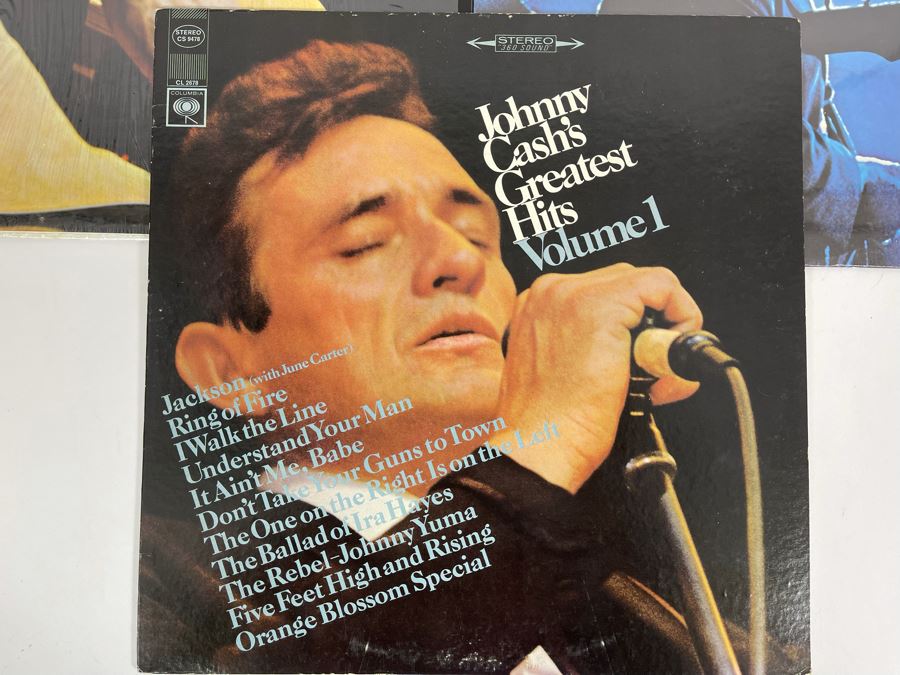 STEREO
CS 9478
CL 2678
COLUMBIA
STEREO
"360 SOUND"
Johnny
Cash's
Greatest
Hits
Volume 1
Jackson (with June Carter)
Ring of Fire
I Walk the Line
Understand Your Man
It Ain't Me, Babe
Don't Take Your Guns to Town
The One on the Right Is on the Left
The Ballad of Ira Hayes
The Rebel-Johnny Yuma
Five Feet High and Rising
Orange Blossom Special